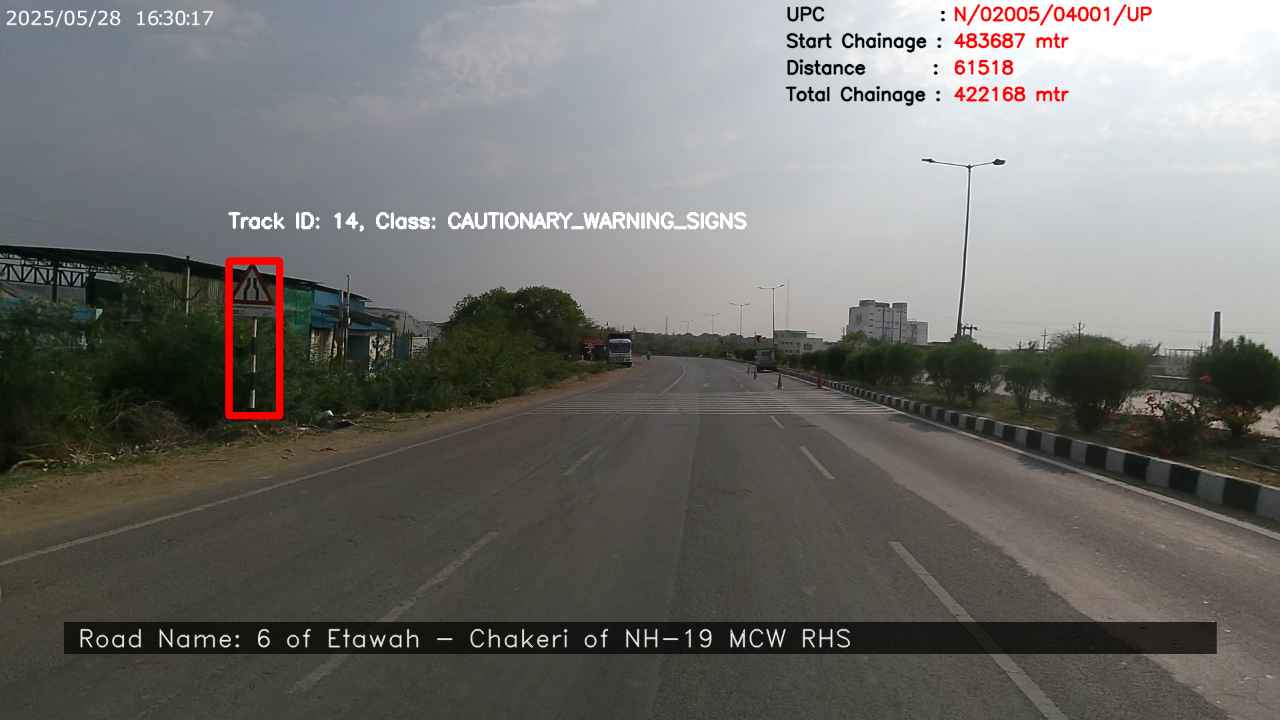 2025/05/28 16:30:17
UPC : N/02005/04001/UP
Start Chainage : 483687 mtr
Distance : 61518
Total Chainage : 422168 mtr
Track ID: 14, Class: CAUTIONARY_WARNING_SIGNS
Road Name: 6 of Etawah - Chakeri of NH-19 MCW RHS